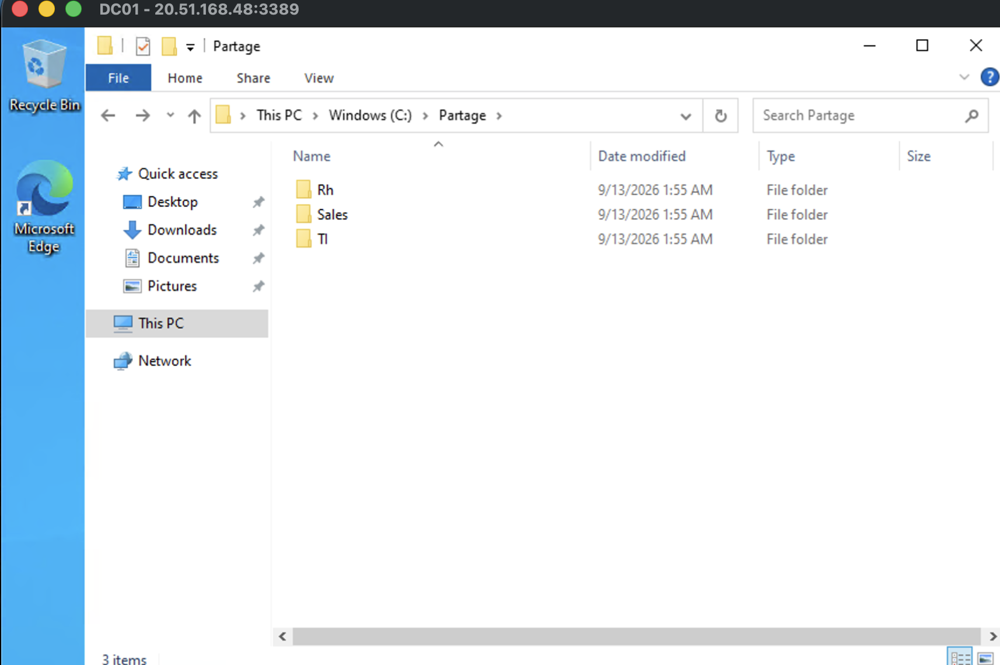 DC01 - 20.51.168.48:3389
Recycle Bin
Microsoft
Edge
Partage
File Home Share View
?
This PC Windows (C:) Partage
Search Partage
Quick access
Desktop
Downloads
Documents
Pictures
This PC
Network
Name Date modified Type Size
Rh 9/13/2026 1:55 AM File folder
Sales 9/13/2026 1:55 AM File folder
TI 9/13/2026 1:55 AM File folder
3 items